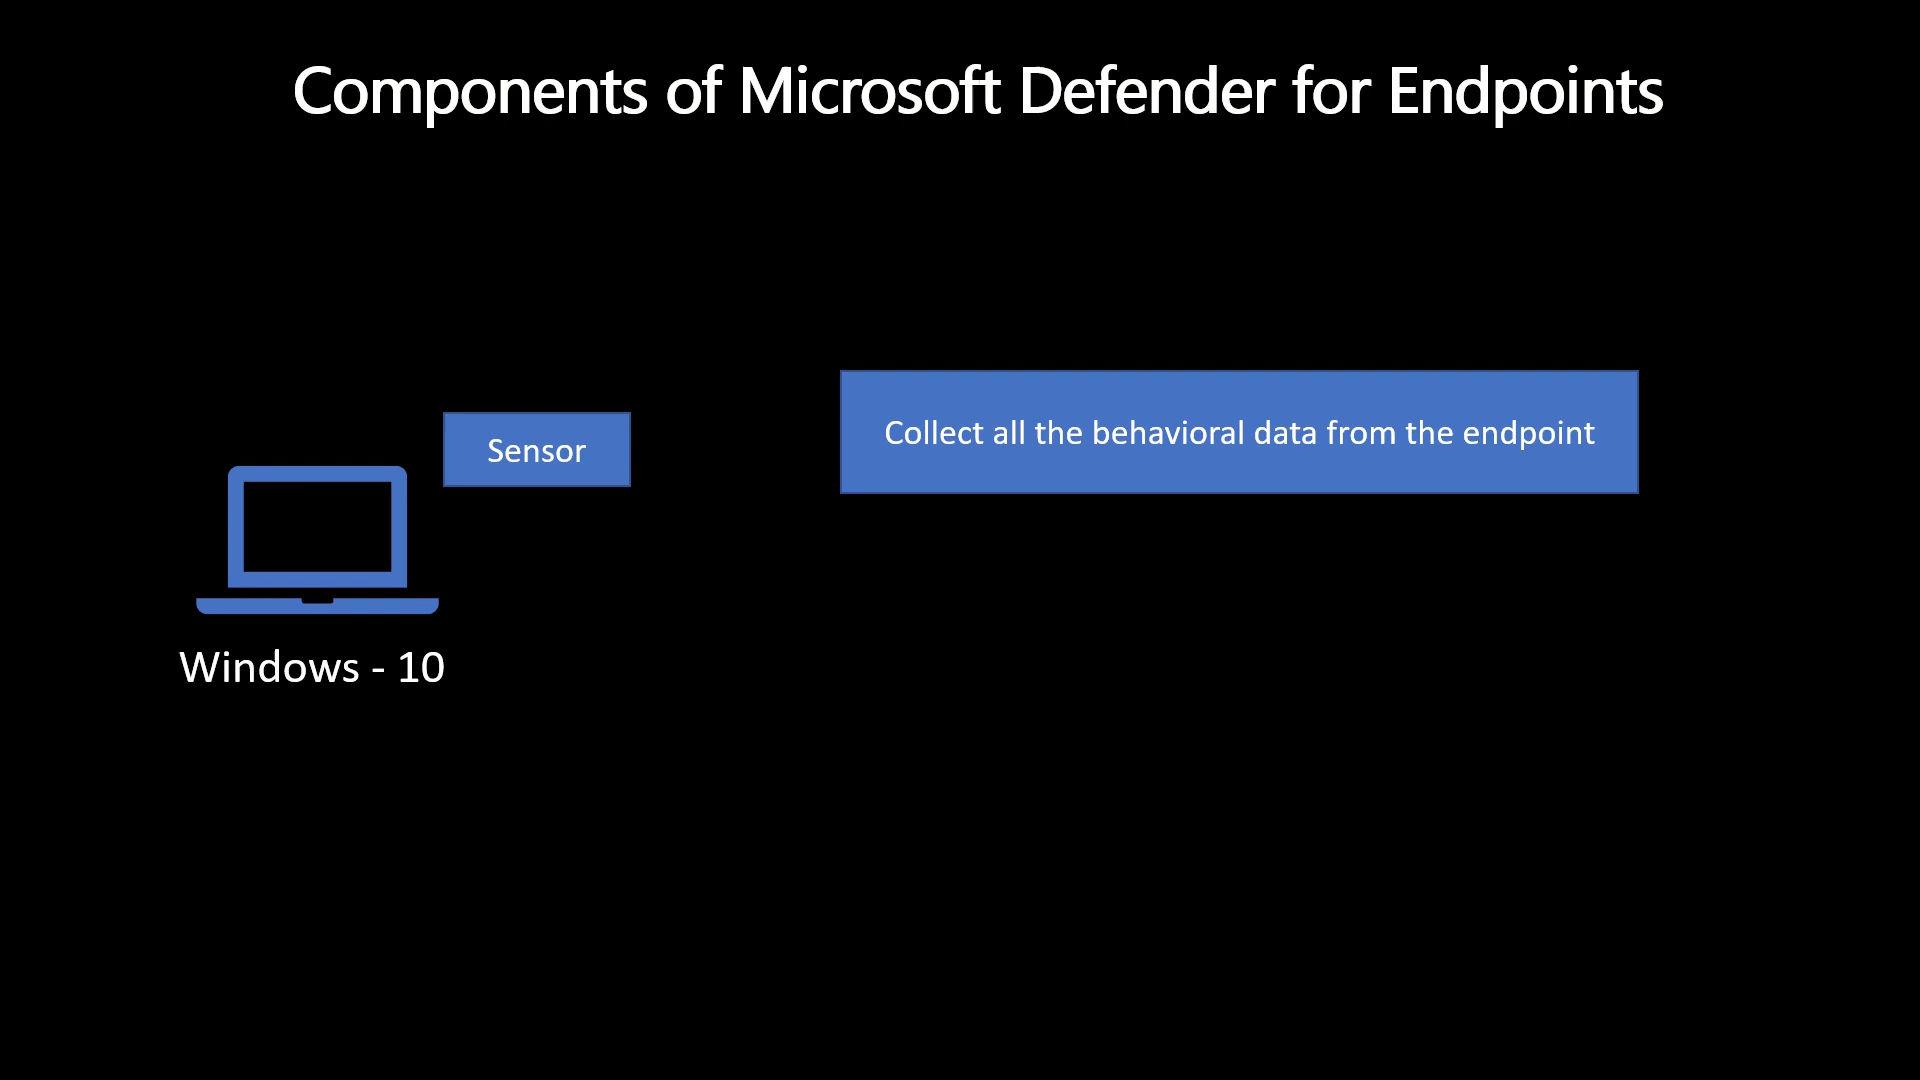 Components of Microsoft Defender for Endpoints
Sensor
Collect all the behavioral data from the endpoint
Windows - 10